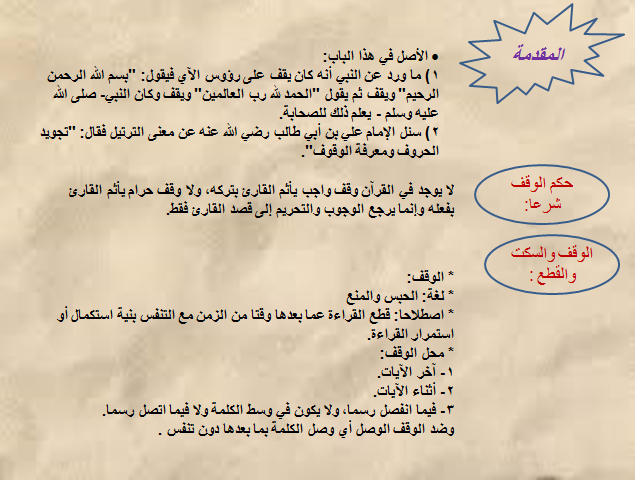 المقدمة
● الأصل في هذا الباب:
١) ما ورد عن النبي أنه كان يقف على رؤوس الآي فيقول: "بسم الله الرحمن
الرحيم" ويقف ثم يقول "الحمد لله رب العالمين" ويقف وكان النبي- صلى الله
عليه وسلم - يعلم ذلك للصحابة.
٢) سئل الإمام علي بن أبي طالب رضي الله عنه عن معنى الترتيل فقال: "تجويد
الحروف ومعرفة الوقوف".
حكم الوقف
شرعا:
لا يوجد في القرآن وقف واجب يأثم القارئ بتركه، ولا وقف حرام يأثم القارئ
بفعله وإنما يرجع الوجوب والتحريم إلى قصد القارئ فقط.
الوقف والسكت
والقطع :
* الوقف:
* لغة: الحبس والمنع
* اصطلاحا: قطع القراءة عما بعدها وقتا من الزمن مع التنفس بنية استكمال أو
استمرار القراءة.
* محل الوقف:
١- آخر الآيات.
٢- أثناء الآيات.
٣- فيما انفصل رسما، ولا يكون في وسط الكلمة ولا فيما اتصل رسما.
وضد الوقف الوصل أي وصل الكلمة بما بعدها دون تنفس .